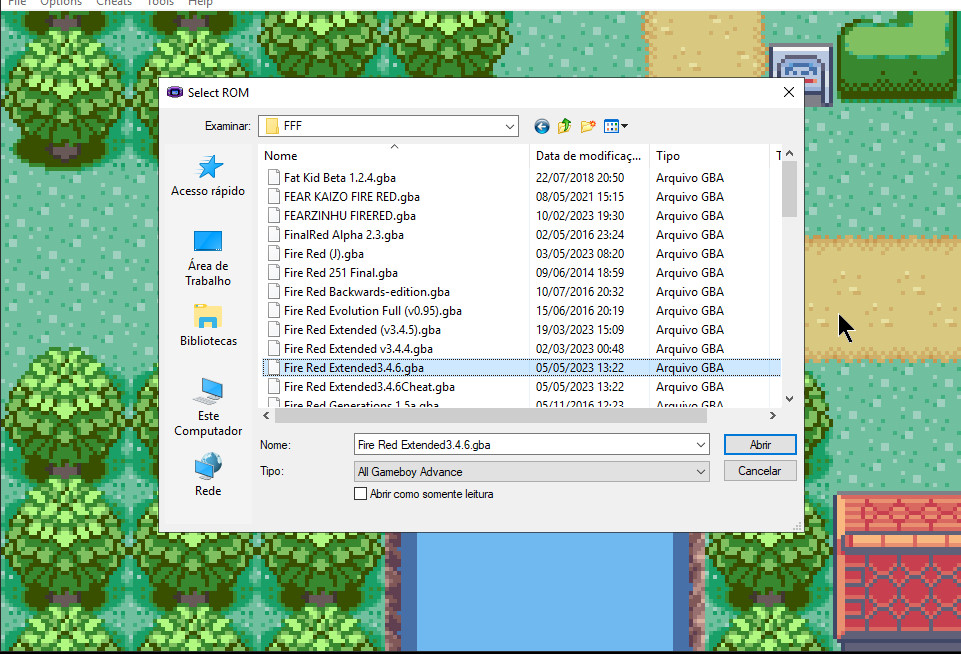 File Options Cheats Tools Help
Select ROM
Examinar: FFF
Nome Data de modificaç... Tipo T
Fat Kid Beta 1.2.4.gba 22/07/2018 20:50 Arquivo GBA
FEAR KAIZO FIRE RED.gba 08/05/2021 15:15 Arquivo GBA
FEARZINHU FIRERED.gba 10/02/2023 19:30 Arquivo GBA
FinalRed Alpha 2.3.gba 02/05/2016 23:24 Arquivo GBA
Fire Red (J).gba 03/05/2023 08:20 Arquivo GBA
Fire Red 251 Final.gba 09/06/2014 18:59 Arquivo GBA
Fire Red Backwards-edition.gba 10/07/2016 20:32 Arquivo GBA
Fire Red Evolution Full (v0.95).gba 15/06/2016 20:19 Arquivo GBA
Fire Red Extended (v3.4.5).gba 19/03/2023 15:09 Arquivo GBA
Fire Red Extended v3.4.4.gba 02/03/2023 00:48 Arquivo GBA
Fire Red Extended3.4.6.gba 05/05/2023 13:22 Arquivo GBA
Fire Red Extended3.4.6Cheat.gba 05/05/2023 13:22 Arquivo GBA
Fire Red Generations 1.5a.gba 05/11/2016 12:23 Arquivo GBA
Acesso rápido
Área de
Trabalho
Bibliotecas
Este
Computador
Rede
Nome: Fire Red Extended3.4.6.gba Abrir
Tipo: All Gameboy Advance Cancelar
Abrir como somente leitura